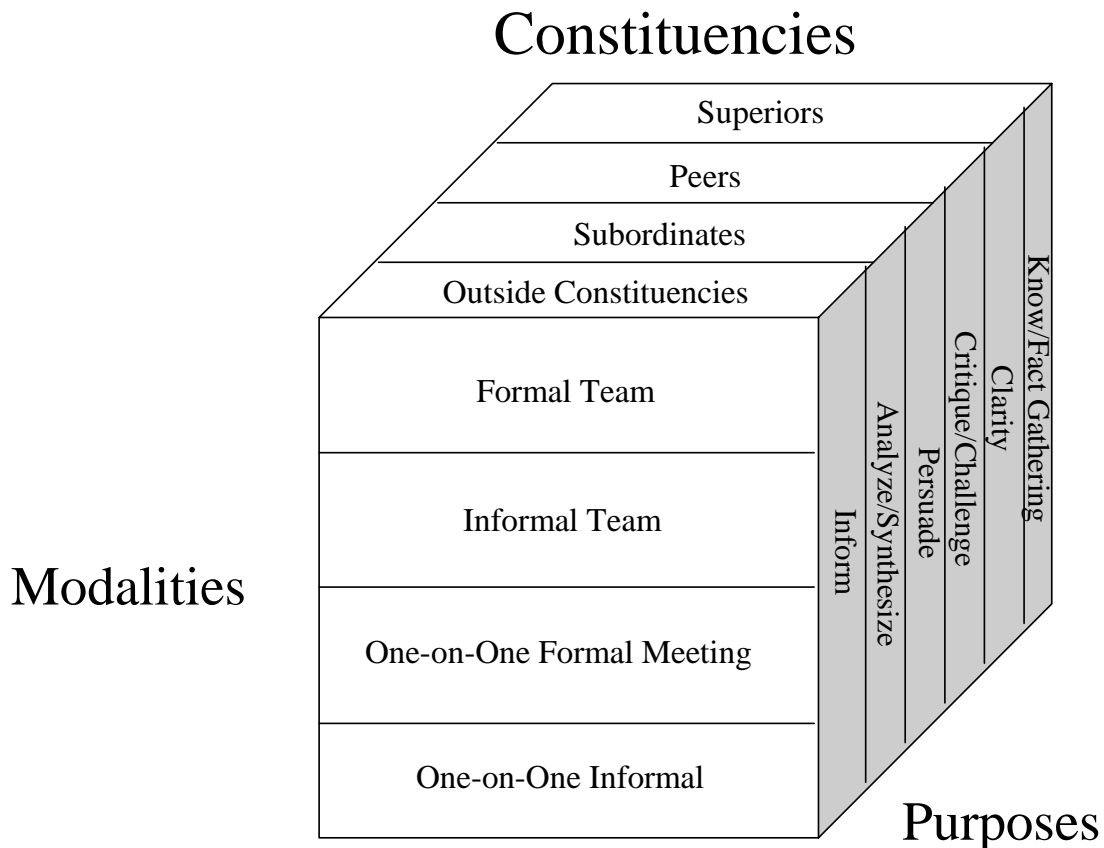 Constituencies
Superiors
Peers
Subordinates
Outside Constituencies
Formal Team
Informal Team
One-on-One Formal Meeting
One-on-One Informal
Modalities
Inform
Analyze/Synthesize
Persuade
Critique/Challenge
Clarity
Know/Fact Gathering
Purposes